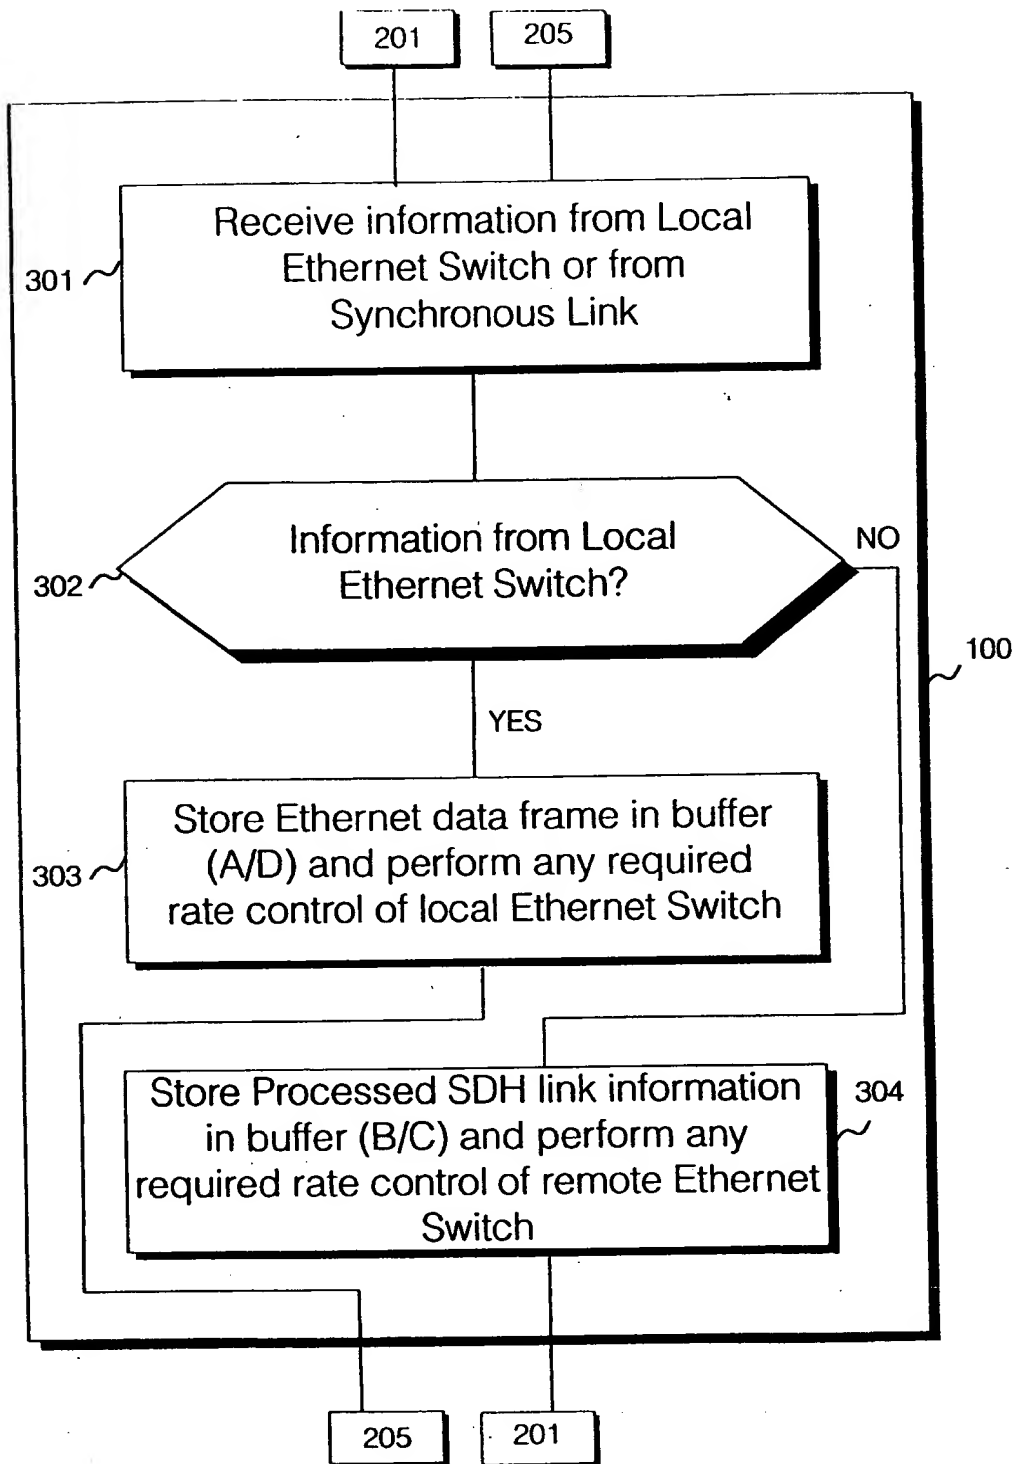 201
205
Receive information from Local
Ethernet Switch or from
Synchronous Link
301
Information from Local
Ethernet Switch?
NO
302
100
YES
Store Ethernet data frame in buffer
(A/D) and perform any required
rate control of local Ethernet Switch
303
Store Processed SDH link information
in buffer (B/C) and perform any
required rate control of remote Ethernet
Switch
304
205
201